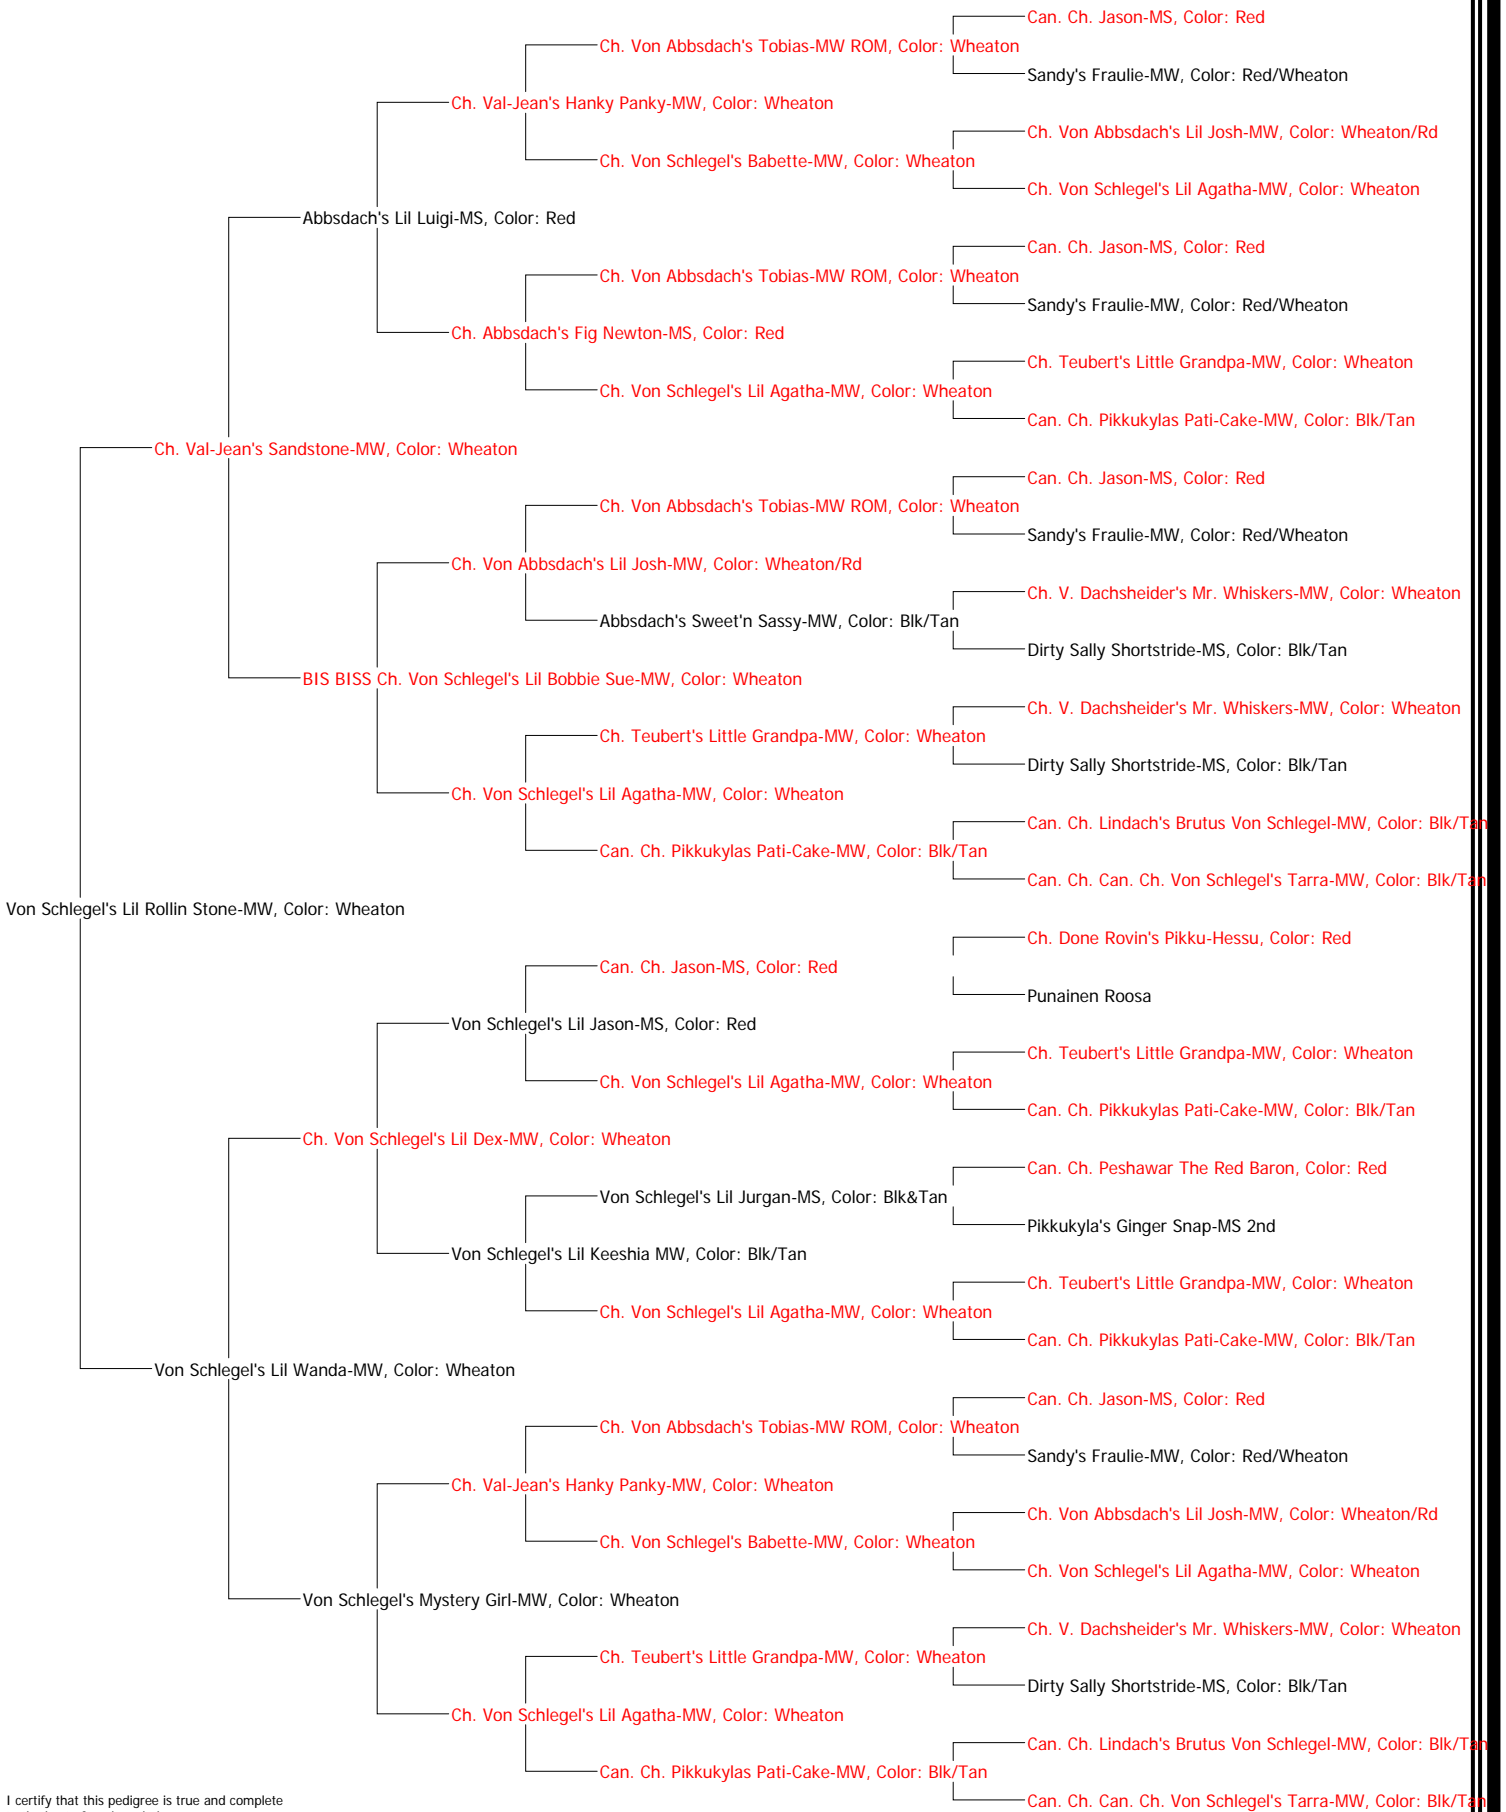 Can. Ch. Jason-MS, Color: Red
Ch. Von Abbsdach's Tobias-MW ROM, Color: Wheaton
Sandy's Fraulie-MW, Color: Red/Wheaton
Ch. Val-Jean's Hanky Panky-MW, Color: Wheaton
Ch. Von Abbsdach's Lil Josh-MW, Color: Wheaton/Rd
Ch. Von Schlegel's Babette-MW, Color: Wheaton
Ch. Von Schlegel's Lil Agatha-MW, Color: Wheaton
Abbsdach's Lil Luigi-MS, Color: Red
Can. Ch. Jason-MS, Color: Red
Ch. Von Abbsdach's Tobias-MW ROM, Color: Wheaton
Sandy's Fraulie-MW, Color: Red/Wheaton
Ch. Abbsdach's Fig Newton-MS, Color: Red
Ch. Teubert's Little Grandpa-MW, Color: Wheaton
Ch. Von Schlegel's Lil Agatha-MW, Color: Wheaton
Can. Ch. Pikkukylas Pati-Cake-MW, Color: Blk/Tan
Ch. Val-Jean's Sandstone-MW, Color: Wheaton
Can. Ch. Jason-MS, Color: Red
Ch. Von Abbsdach's Tobias-MW ROM, Color: Wheaton
Sandy's Fraulie-MW, Color: Red/Wheaton
Ch. Von Abbsdach's Lil Josh-MW, Color: Wheaton/Rd
Ch. V. Dachsheider's Mr. Whiskers-MW, Color: Wheaton
Abbsdach's Sweet'n Sassy-MW, Color: Blk/Tan
Dirty Sally Shortstride-MS, Color: Blk/Tan
BIS BISS Ch. Von Schlegel's Lil Bobbie Sue-MW, Color: Wheaton
Ch. V. Dachsheider's Mr. Whiskers-MW, Color: Wheaton
Ch. Teubert's Little Grandpa-MW, Color: Wheaton
Dirty Sally Shortstride-MS, Color: Blk/Tan
Ch. Von Schlegel's Lil Agatha-MW, Color: Wheaton
Can. Ch. Lindach's Brutus Von Schlegel-MW, Color: Blk/Tan
Can. Ch. Pikkukylas Pati-Cake-MW, Color: Blk/Tan
Can. Ch. Can. Ch. Von Schlegel's Tarra-MW, Color: Blk/Tan
Von Schlegel's Lil Rollin Stone-MW, Color: Wheaton
Ch. Done Rovin's Pikku-Hessu, Color: Red
Can. Ch. Jason-MS, Color: Red
Punainen Roosa
Von Schlegel's Lil Jason-MS, Color: Red
Ch. Teubert's Little Grandpa-MW, Color: Wheaton
Ch. Von Schlegel's Lil Agatha-MW, Color: Wheaton
Can. Ch. Pikkukylas Pati-Cake-MW, Color: Blk/Tan
Ch. Von Schlegel's Lil Dex-MW, Color: Wheaton
Can. Ch. Peshawar The Red Baron, Color: Red
Von Schlegel's Lil Jurgan-MS, Color: Blk&Tan
Pikkukyla's Ginger Snap-MS 2nd
Von Schlegel's Lil Keeshia MW, Color: Blk/Tan
Ch. Teubert's Little Grandpa-MW, Color: Wheaton
Ch. Von Schlegel's Lil Agatha-MW, Color: Wheaton
Can. Ch. Pikkukylas Pati-Cake-MW, Color: Blk/Tan
Von Schlegel's Lil Wanda-MW, Color: Wheaton
Can. Ch. Jason-MS, Color: Red
Ch. Von Abbsdach's Tobias-MW ROM, Color: Wheaton
Sandy's Fraulie-MW, Color: Red/Wheaton
Ch. Val-Jean's Hanky Panky-MW, Color: Wheaton
Ch. Von Abbsdach's Lil Josh-MW, Color: Wheaton/Rd
Ch. Von Schlegel's Babette-MW, Color: Wheaton
Ch. Von Schlegel's Lil Agatha-MW, Color: Wheaton
Von Schlegel's Mystery Girl-MW, Color: Wheaton
Ch. V. Dachsheider's Mr. Whiskers-MW, Color: Wheaton
Ch. Teubert's Little Grandpa-MW, Color: Wheaton
Dirty Sally Shortstride-MS, Color: Blk/Tan
Ch. Von Schlegel's Lil Agatha-MW, Color: Wheaton
Can. Ch. Lindach's Brutus Von Schlegel-MW, Color: Blk/Tan
Can. Ch. Pikkukylas Pati-Cake-MW, Color: Blk/Tan
Can. Ch. Can. Ch. Von Schlegel's Tarra-MW, Color: Blk/Tan
I certify that this pedigree is true and complete